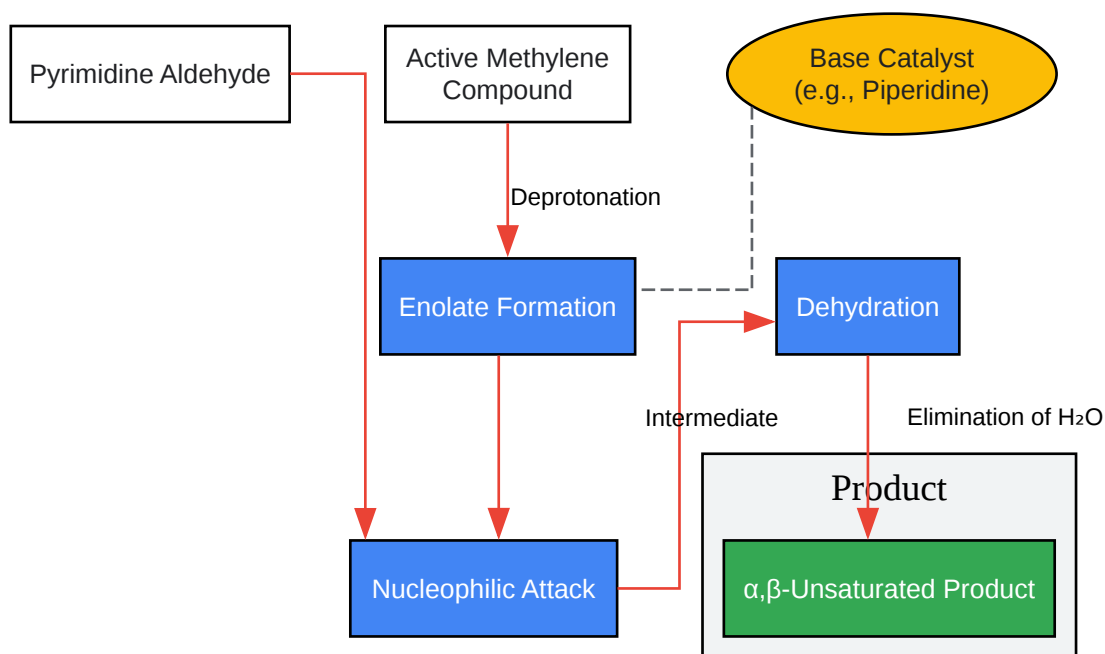 Pyrimidine Aldehyde
Active Methylene
Compound
Base Catalyst
(e.g., Piperidine)
Deprotonation
Enolate Formation
Dehydration
Intermediate
Elimination of H₂O
Product
Nucleophilic Attack
α,β-Unsaturated Product